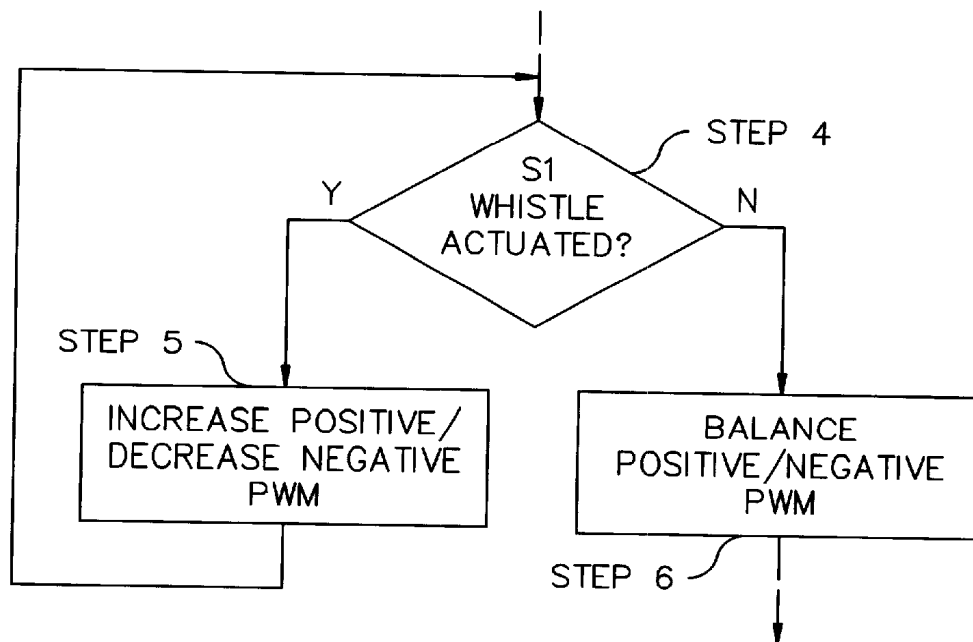 STEP 4
S1
WHISTLE
ACTUATED?
Y
N
STEP 5
INCREASE POSITIVE/
DECREASE NEGATIVE
PWM
BALANCE
POSITIVE/NEGATIVE
PWM
STEP 6